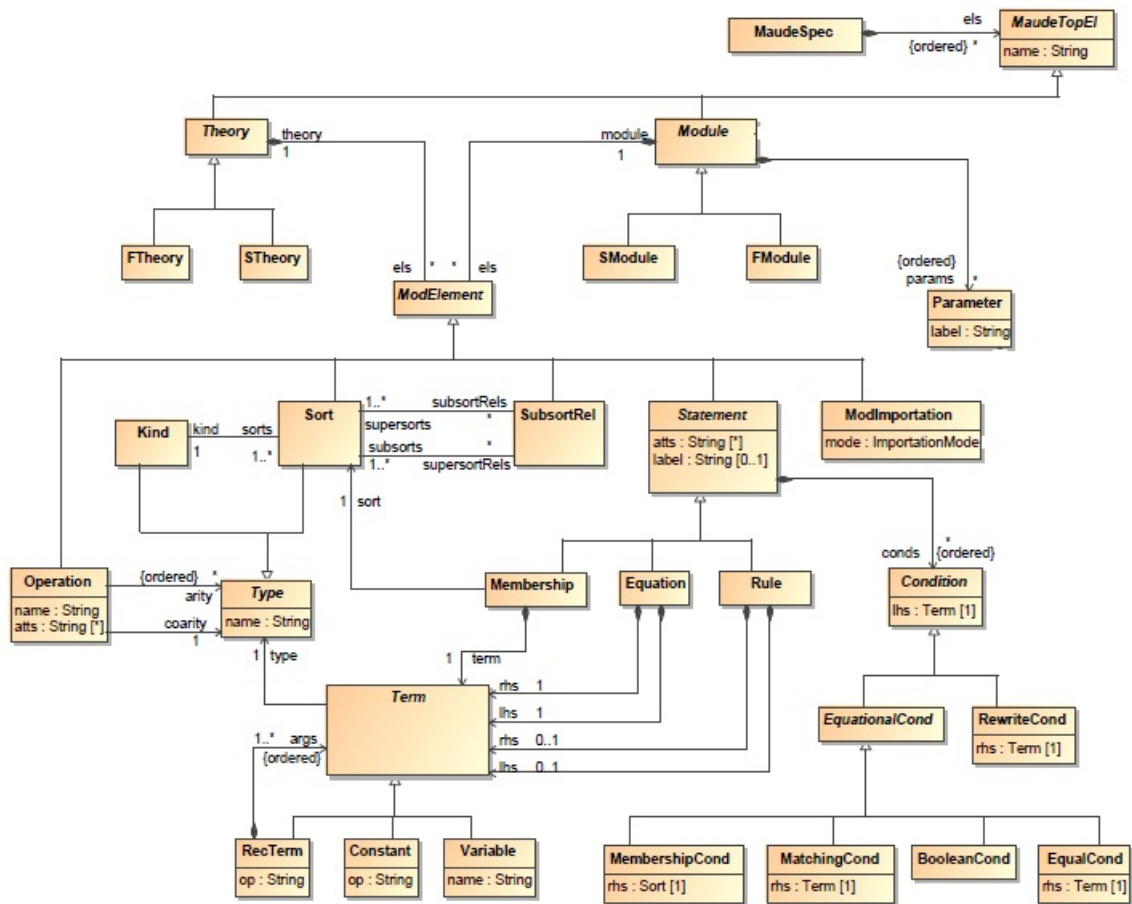 els
MaudeSpec
MaudeTopEl
{ordered} *
name : String
Theory
theory
1
module
1
Module
FTheory
STheory
SModule
FModule
els * * els
{ordered}
params *
ModElement
Parameter
label : String
Kind
kind sorts
1 1..*
Sort
1..* subsortRels
supersorts *
subsorts *
1..* supersortRels
SubsortRel
Statement
atts : String [*]
label : String [0..1]
ModImportation
mode : ImportationMode
1 sort
conds *
{ordered}
Operation
name : String
atts : String [*]
{ordered} *
arity
coarity
1
Type
name : String
Membership
Equation
Rule
Condition
lhs : Term [1]
1 type
1 term
Term
rhs 1
lhs 1
rhs 0..1
lhs 0..1
EquationalCond
RewriteCond
rhs : Term [1]
1..* args
{ordered}
RecTerm
op : String
Constant
op : String
Variable
name : String
MembershipCond
rhs : Sort [1]
MatchingCond
rhs : Term [1]
BooleanCond
EqualCond
rhs : Term [1]